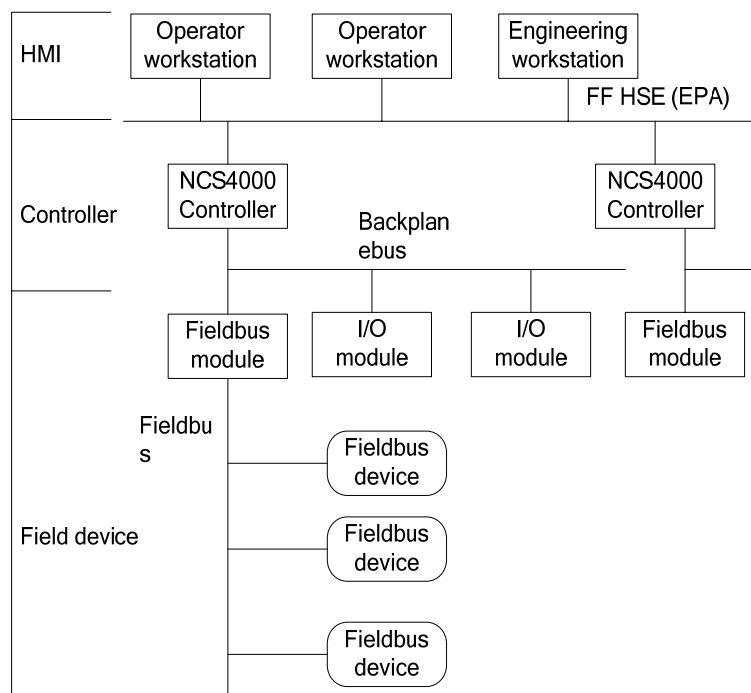 HMI
Operator
workstation
Operator
workstation
Engineering
workstation
FF HSE (EPA)
Controller
NCS4000
Controller
NCS4000
Controller
Backplan
ebus
Fieldbus
module
I/O
module
I/O
module
Fieldbus
module
Field device
Fieldbu
s
Fieldbus
device
Fieldbus
device
Fieldbus
device